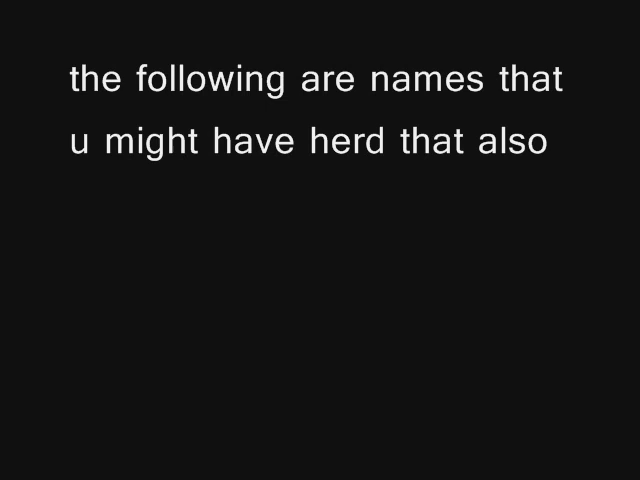 the following are names that
u might have herd that also